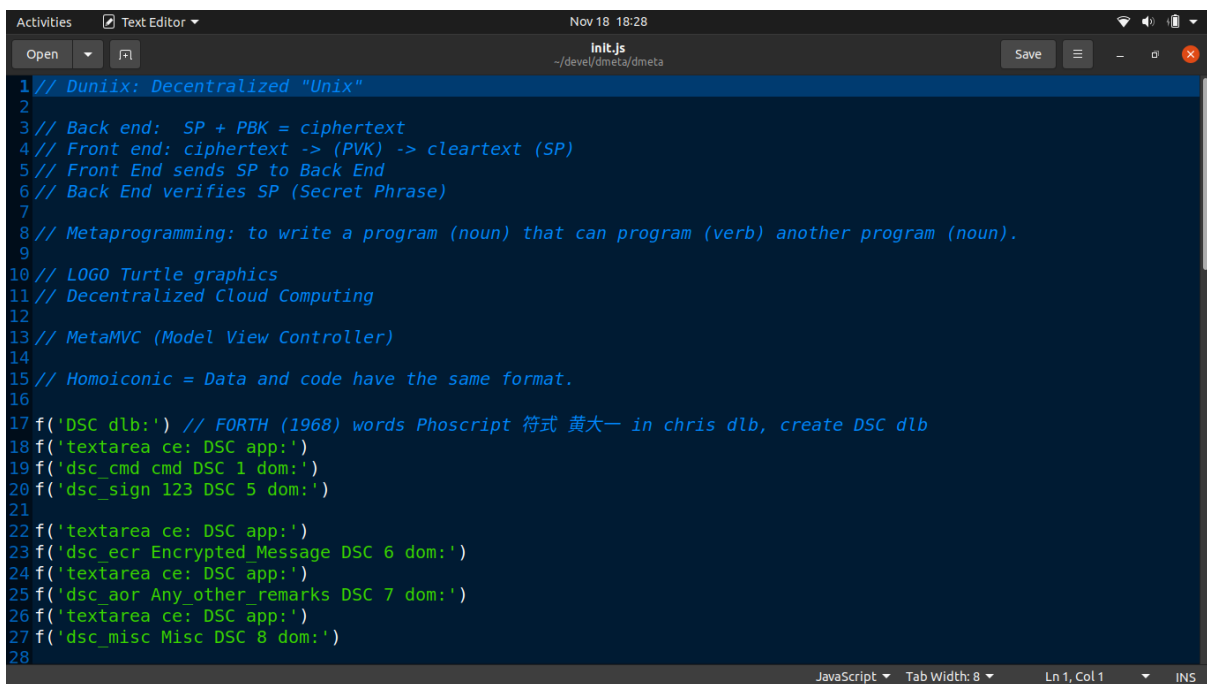 Activities Text Editor Nov 18 18:28
Open init.js Save
~/devel/dmeta/dmeta
1 // Duniix: Decentralized "Unix"
2
3 // Back end:  SP + PBK = ciphertext
4 // Front end: ciphertext -> (PVK) -> cleartext (SP)
5 // Front End sends SP to Back End
6 // Back End verifies SP (Secret Phrase)
7
8 // Metaprogramming: to write a program (noun) that can program (verb) another program (noun).
9
10 // LOGO Turtle graphics
11 // Decentralized Cloud Computing
12
13 // MetaMVC (Model View Controller)
14
15 // Homoiconic = Data and code have the same format.
16
17 f('DSC dlb:') // FORTH (1968) words Phoscript 符式 黄大一 in chris dlb, create DSC dlb
18 f('textarea ce: DSC app:')
19 f('dsc_cmd cmd DSC 1 dom:')
20 f('dsc_sign 123 DSC 5 dom:')
21
22 f('textarea ce: DSC app:')
23 f('dsc_ecr Encrypted_Message DSC 6 dom:')
24 f('textarea ce: DSC app:')
25 f('dsc_aor Any_other_remarks DSC 7 dom:')
26 f('textarea ce: DSC app:')
27 f('dsc_misc Misc DSC 8 dom:')
28
JavaScript Tab Width: 8 Ln 1, Col 1 INS